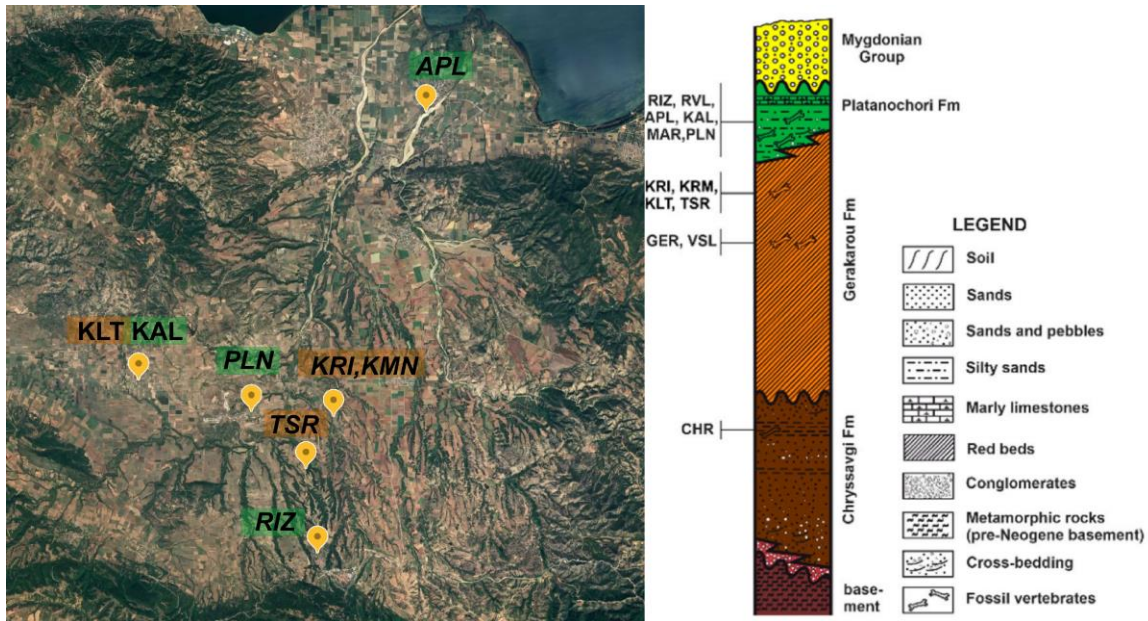 APL
KLT KAL
PLN
KRI,KMN
TSR
RIZ
Mygdonian
Group
RIZ, RVL,
APL, KAL,
MAR,PLN
Platanochori Fm
KRI, KRM,
KLT, TSR
GER, VSL
Gerakarou Fm
CHR
Chryssavgi Fm
base-
ment
LEGEND
Soil
Sands
Sands and pebbles
Silty sands
Marly limestones
Red beds
Conglomerates
Metamorphic rocks
(pre-Neogene basement)
Cross-bedding
Fossil vertebrates